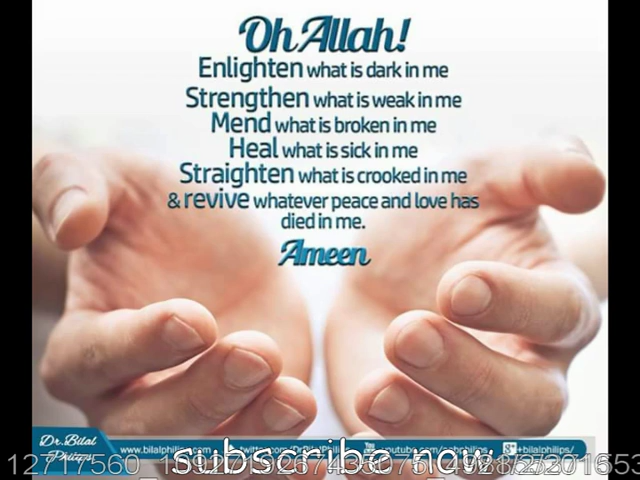 Oh Allah!
Enlighten what is dark in me
Strengthen what is weak in me
Mend what is broken in me
Heal what is sick in me
Straighten what is crooked in me
& revive whatever peace and love has
died in me.
Ameen
Dr.Bilal
Philips
www.bilalphilips.com
+bilalphilips/
subscribe now